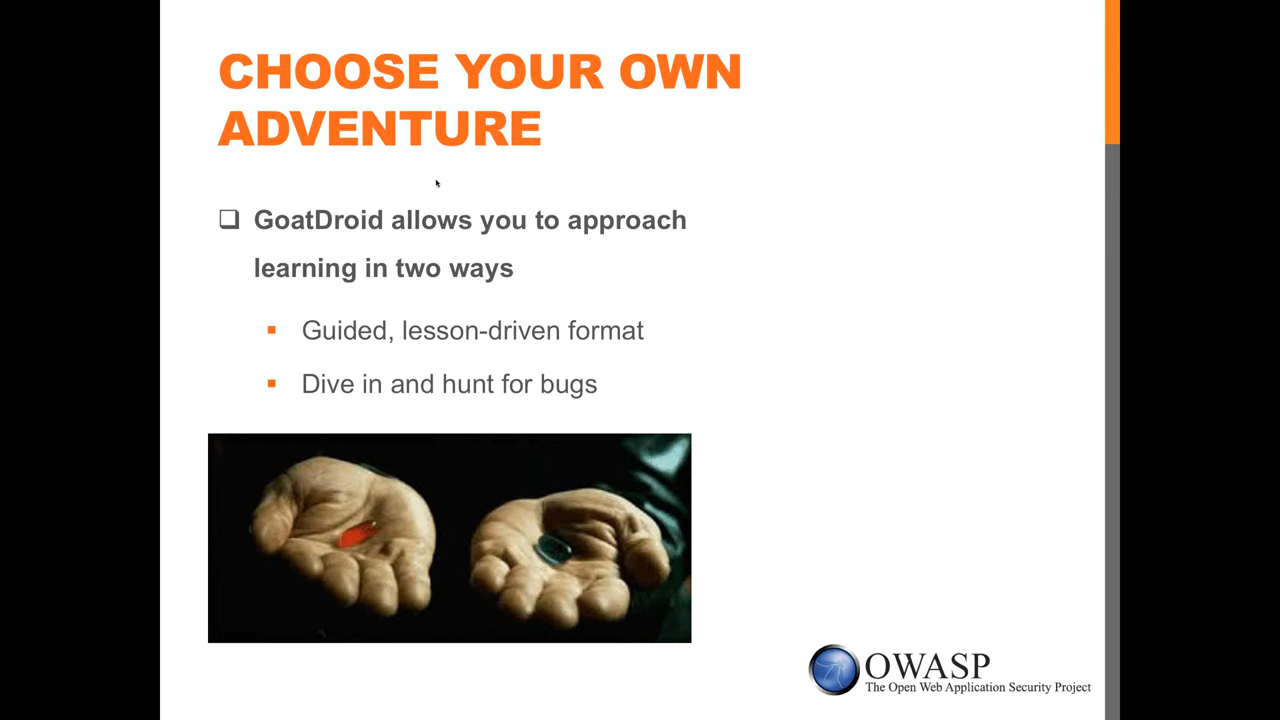 CHOOSE YOUR OWN
ADVENTURE
GoatDroid allows you to approach
learning in two ways
Guided, lesson-driven format
Dive in and hunt for bugs
OWASP
The Open Web Application Security Project